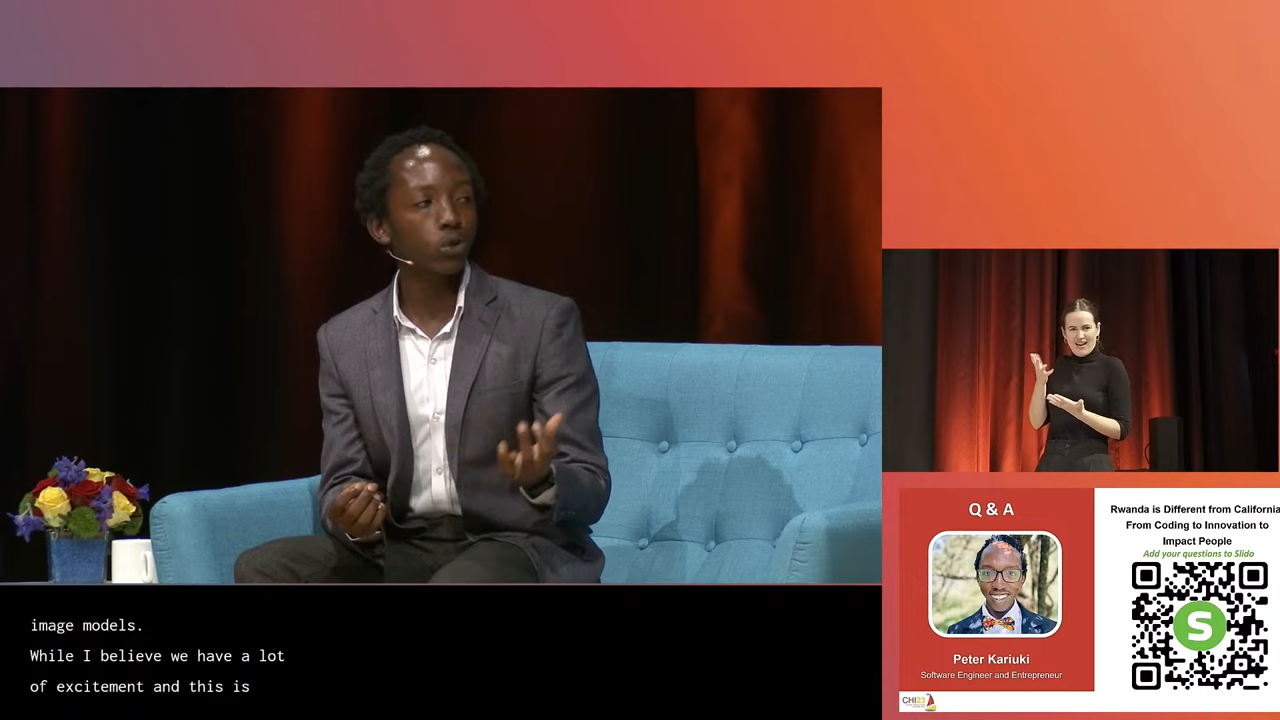 image models.
While I believe we have a lot
of excitement and this is
Q & A
Peter Kariuki
Software Engineer and Entrepreneur
CHI23
Rwanda is Different from California
From Coding to Innovation to
Impact People
Add your questions to Slido
S